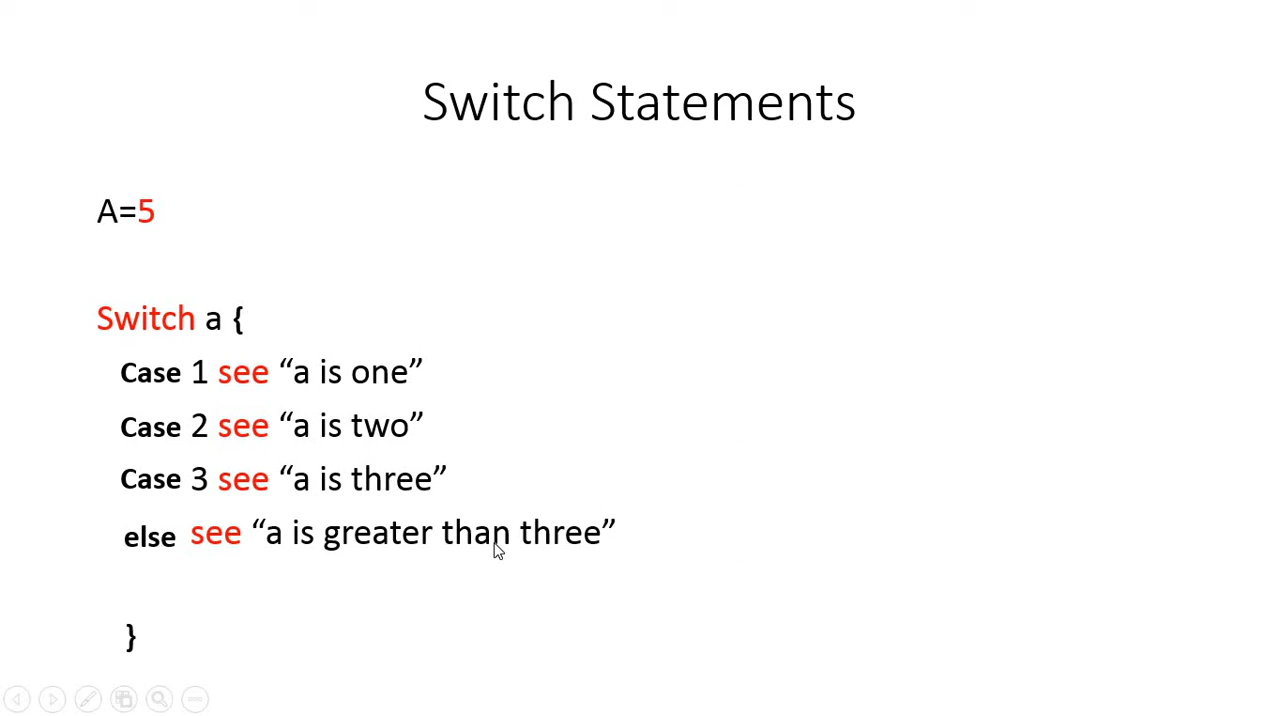 Switch Statements
A=5
Switch a {
Case 1 see “a is one”
Case 2 see “a is two”
Case 3 see “a is three”
else see “a is greater than three”
}